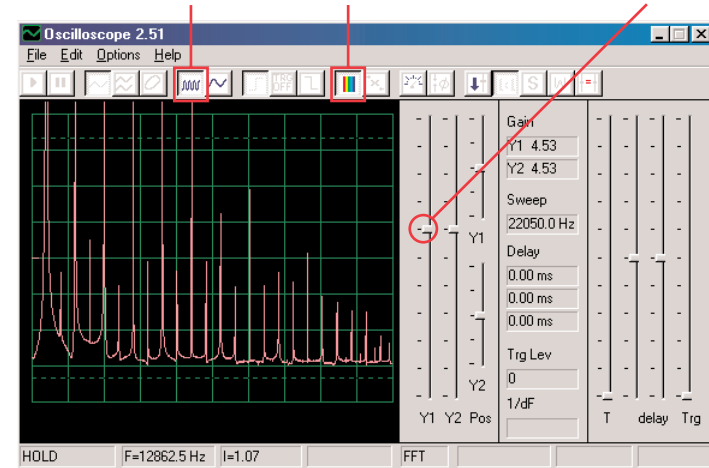 Oscilloscope 2.51
File Edit Options Help
TRG
OFF
Gain
Y1 4.53
Y2 4.53
Sweep
22050.0 Hz
Y1
Delay
0.00 ms
0.00 ms
0.00 ms
Trg Lev
0
Y2
1/dF
Y1 Y2 Pos
T delay Trg
HOLD F=12862.5 Hz I=1.07 FFT